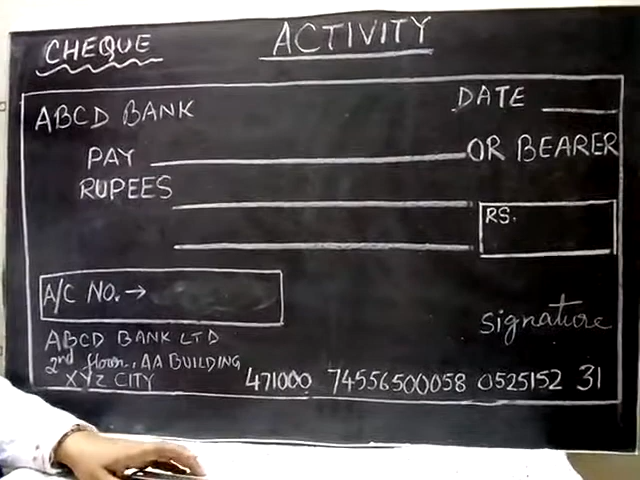 CHEQUE
ACTIVITY
ABCD BANK
DATE
PAY
OR BEARER
RUPEES
RS.
A/C NO. →
Signature
ABCD BANK LTD
2nd floor, AA BUILDING
XYZ CITY
471000 74556500058 0525152 31